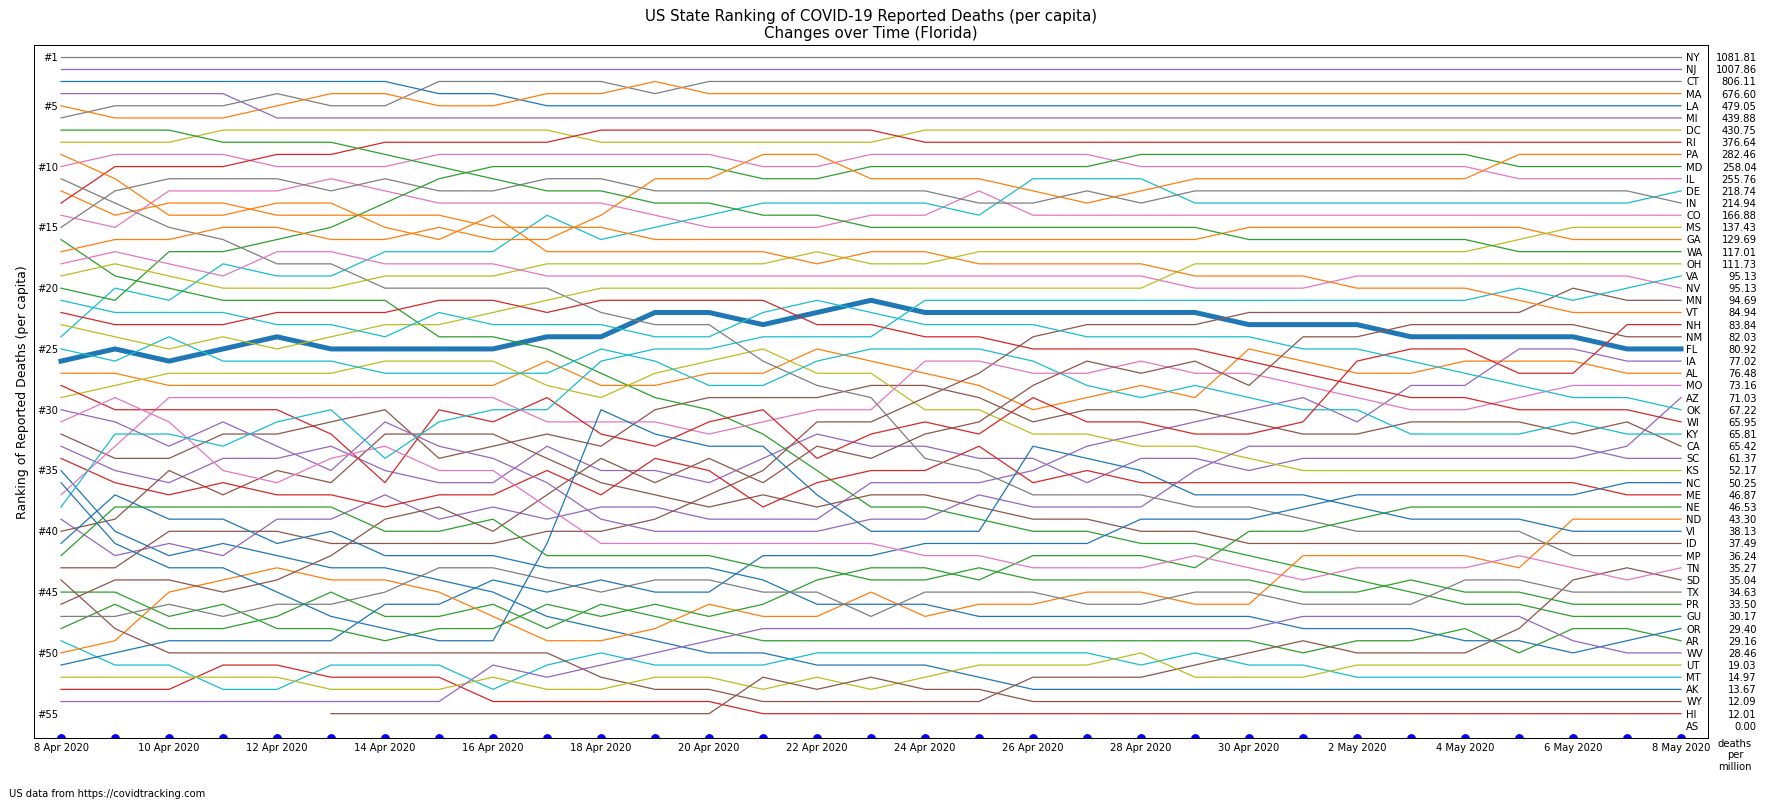 US State Ranking of COVID-19 Reported Deaths (per capita)
Changes over Time (Florida)
Ranking of Reported Deaths (per capita)
#1
#5
#10
#15
#20
#25
#30
#35
#40
#45
#50
#55
NY 1081.81
NJ 1007.86
CT 806.11
MA 676.60
LA 479.05
MI 439.88
DC 430.75
RI 376.64
PA 282.46
MD 258.04
IL 255.76
DE 218.74
IN 214.94
CO 166.88
MS 137.43
GA 129.69
WA 117.01
OH 111.73
VA 95.13
NV 95.13
MN 94.69
VT 84.94
NH 83.84
NM 82.03
FL 80.92
IA 77.02
AL 76.48
MO 73.16
AZ 71.03
OK 67.22
WI 65.95
KY 65.81
CA 65.42
SC 61.37
KS 52.17
NC 50.25
ME 46.87
NE 46.53
ND 43.30
VI 38.13
ID 37.49
MP 36.24
TN 35.27
SD 35.04
TX 34.63
PR 33.50
GU 30.17
OR 29.40
AR 29.16
WV 28.46
UT 19.03
MT 14.97
AK 13.67
WY 12.09
HI 12.01
AS 0.00
8 Apr 2020 10 Apr 2020 12 Apr 2020 14 Apr 2020 16 Apr 2020 18 Apr 2020 20 Apr 2020 22 Apr 2020 24 Apr 2020 26 Apr 2020 28 Apr 2020 30 Apr 2020 2 May 2020 4 May 2020 6 May 2020 8 May 2020
deaths
per
million
US data from https://covidtracking.com